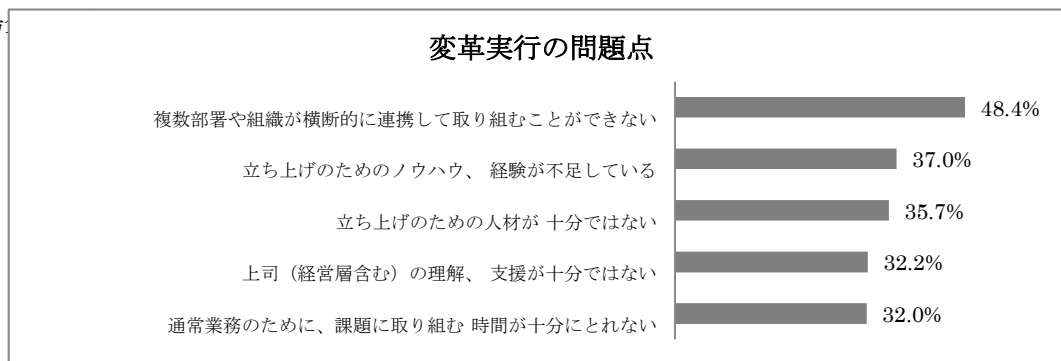 変革実行の問題点
複数部署や組織が横断的に連携して取り組むことができない 48.4%
立ち上げのためのノウハウ、 経験が不足している 37.0%
立ち上げのための人材が 十分ではない 35.7%
上司（経営層含む）の理解、 支援が十分ではない 32.2%
通常業務のために、課題に取り組む 時間が十分にとれない 32.0%